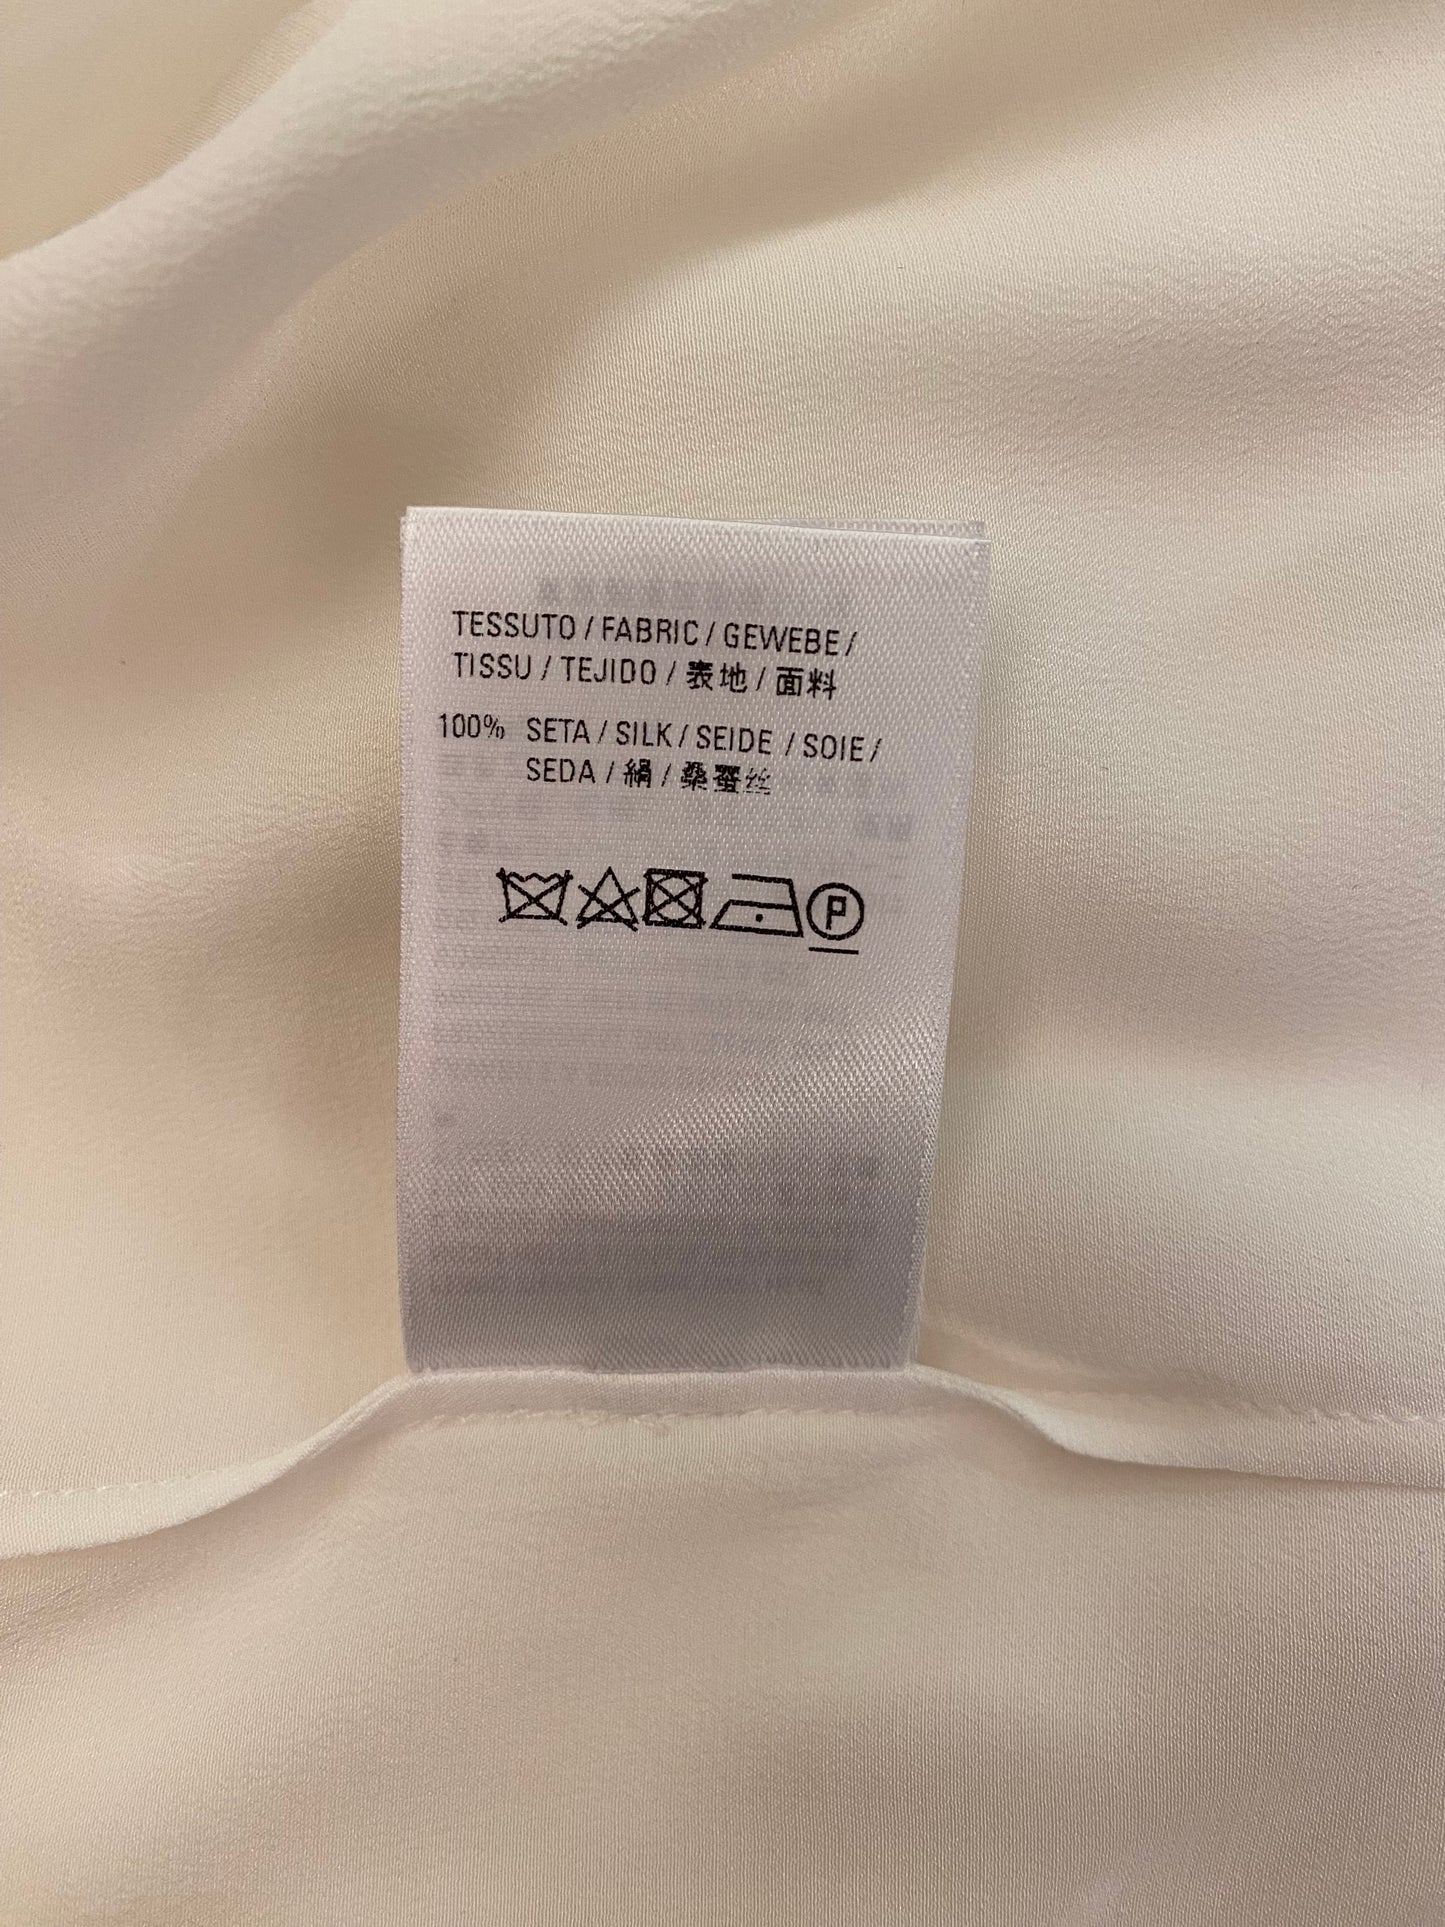 TESSUTO / FABRIC / GEWEBE /
TISSU / TEJIDO / 表地 / 面料
100% SETA / SILK / SEIDE / SOIE /
SEDA / 絹 / 桑蚕丝
P